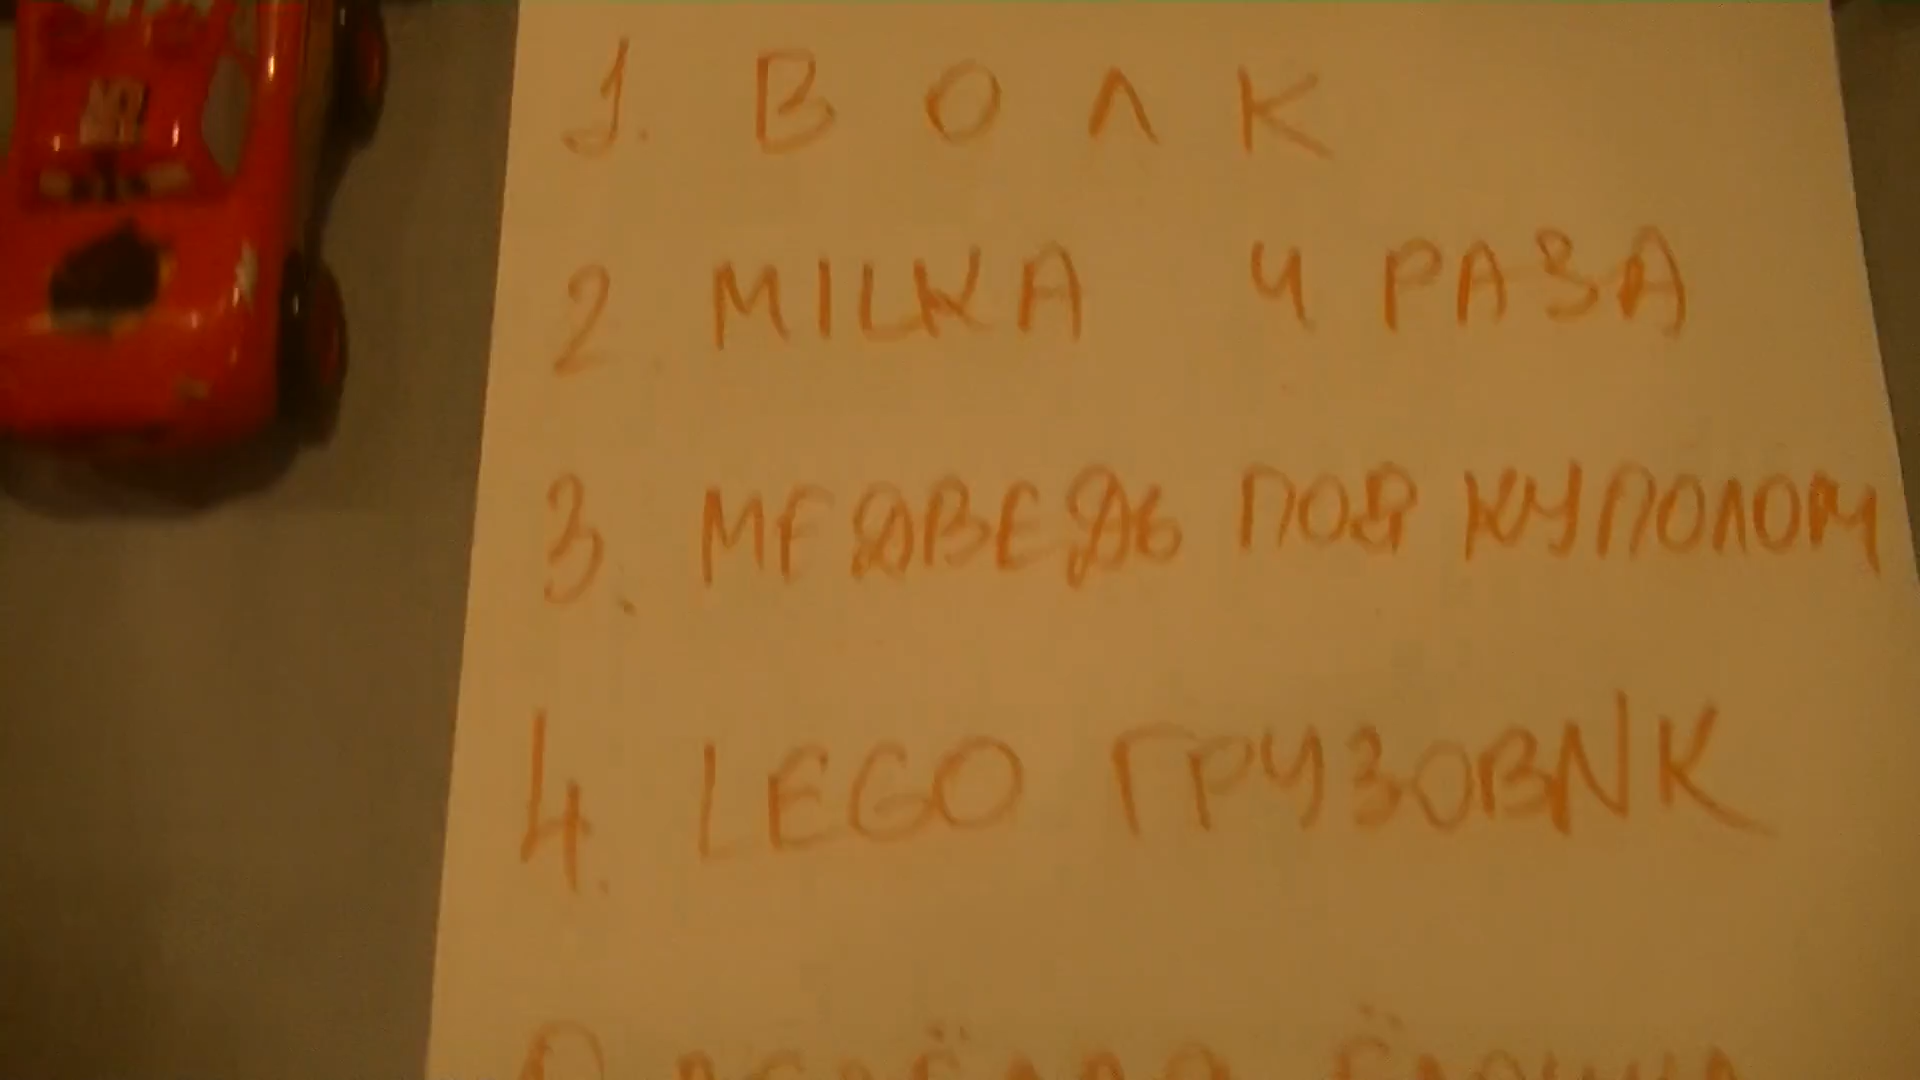 1. ВОЛК
2. MILKA 4 РАЗА
3. МЕДВЕДЬ ПОД КУПОЛОМ
4. LEGO ГРУЗОВИК